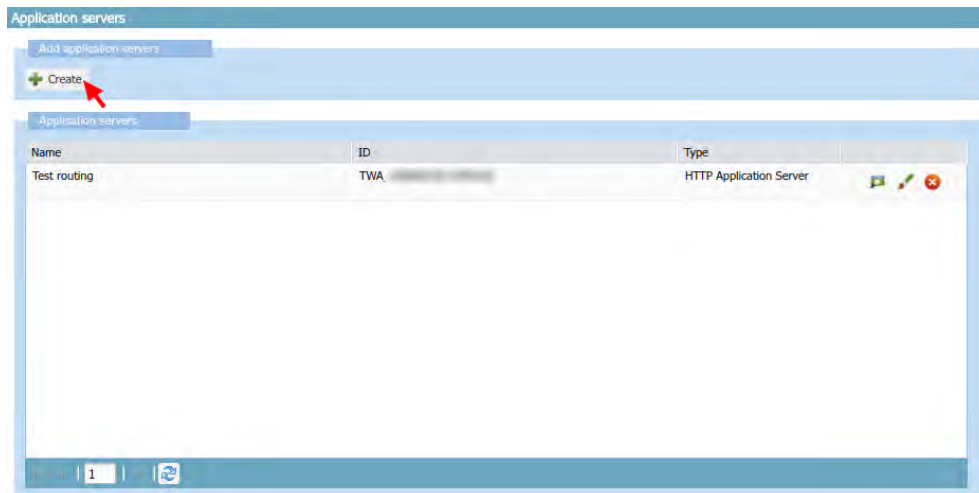 Application servers
Add application servers
Create
Application servers
Name ID Type
Test routing TWA HTTP Application Server
1